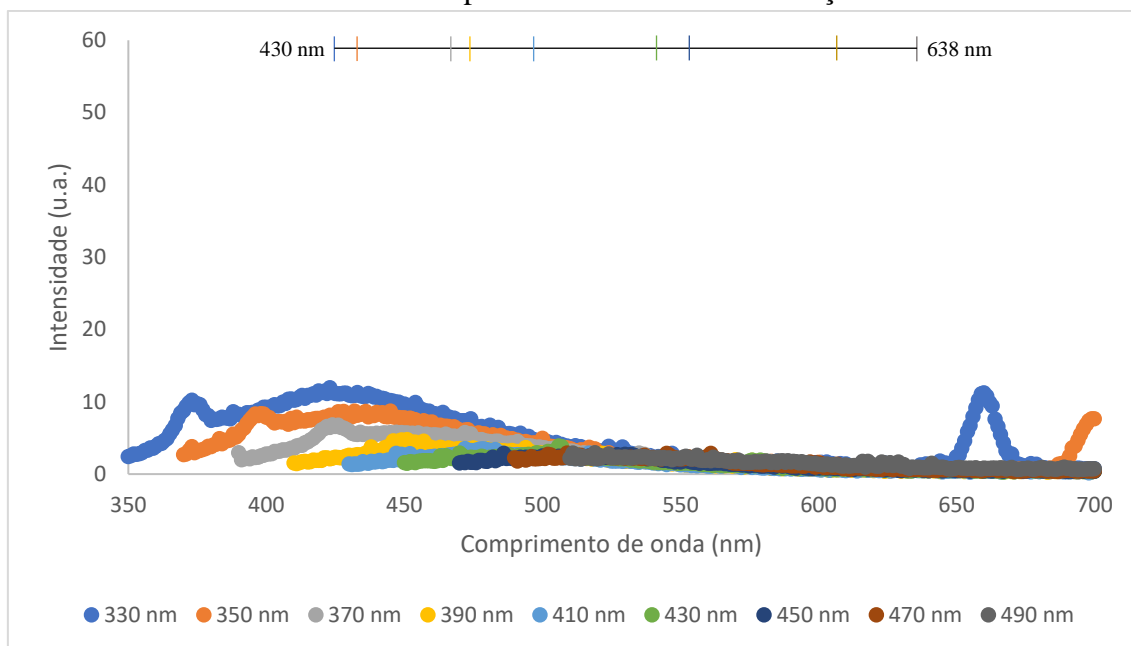 60
430 nm
638 nm
50
40
30
20
10
0
Intensidade (u.a.)
350 400 450 500 550 600 650 700
Comprimento de onda (nm)
330 nm 350 nm 370 nm 390 nm 410 nm 430 nm 450 nm 470 nm 490 nm